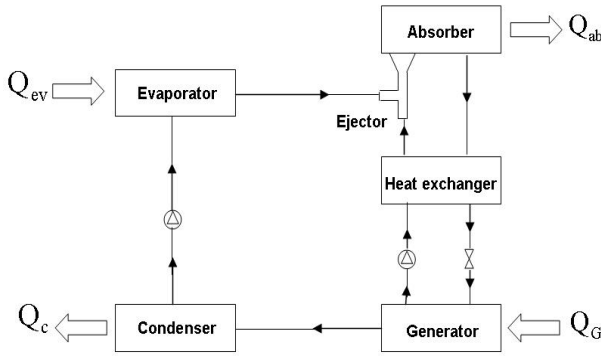 Absorber
Q_ab
Q_ev
Evaporator
Ejector
Heat exchanger
Q_c
Condenser
Generator
Q_G